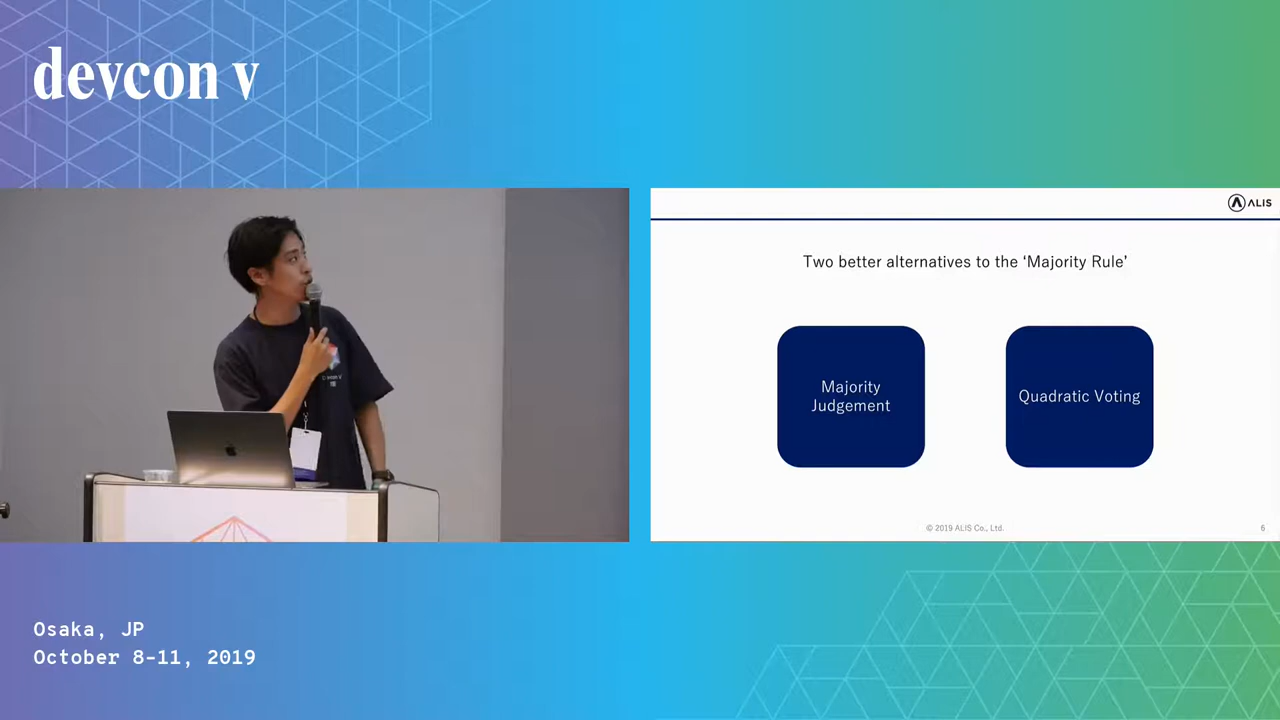 devcon v
ALIS
Two better alternatives to the ‘Majority Rule’
Majority
Judgement
Quadratic Voting
© 2019 ALIS Co., Ltd.
6
Osaka, JP
October 8-11, 2019